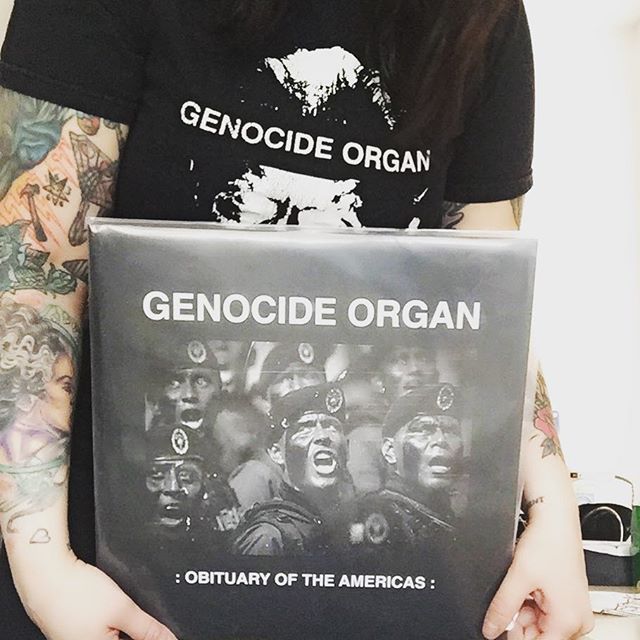 GENOCIDE ORGAN
GENOCIDE ORGAN
: OBITUARY OF THE AMERICAS :